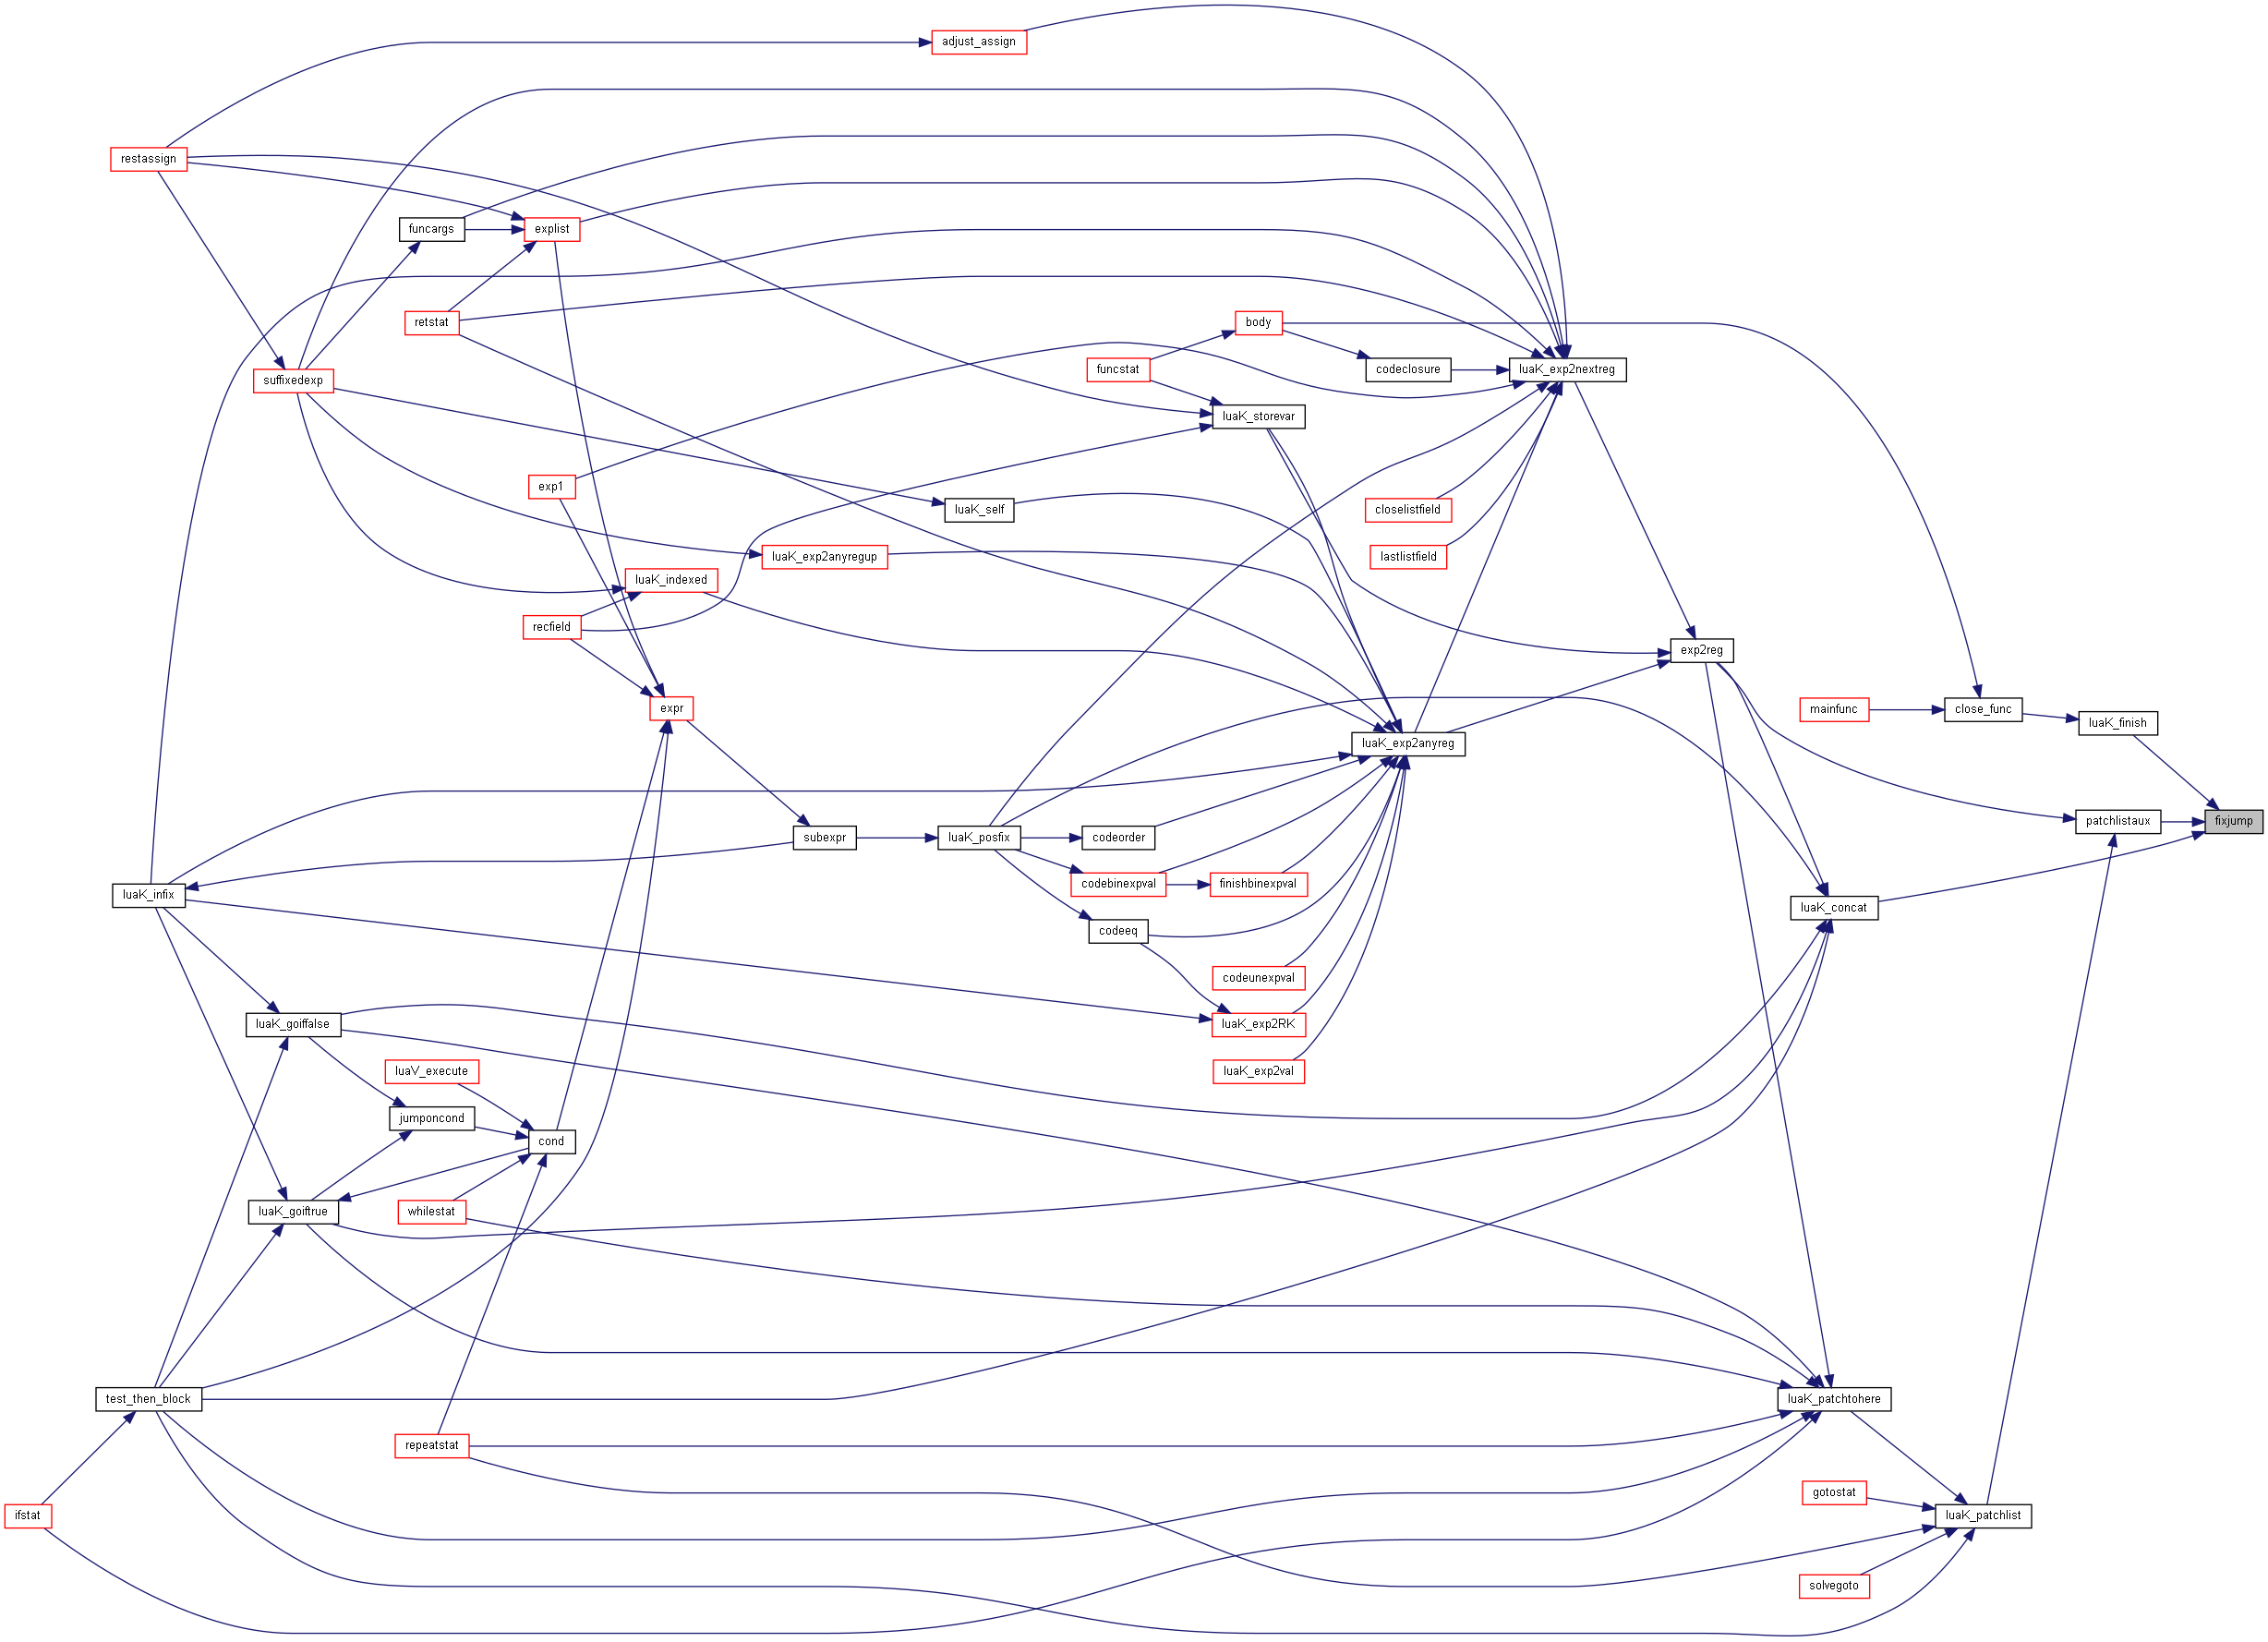 adjust_assign
restassign
funcargs
explist
retstat
body
funcstat
codeclosure
luaK_exp2nextreg
suffixedexp
luaK_storevar
exp1
luaK_self
closelistfield
lastlistfield
luaK_exp2anyregup
luaK_indexed
recfield
exp2reg
expr
mainfunc
close_func
luaK_finish
luaK_exp2anyreg
fixjump
patchlistaux
subexpr
luaK_posfix
codeorder
luaK_infix
codebinexpval
finishbinexpval
luaK_concat
codeeq
codeunexpval
luaK_goiffalse
luaK_exp2RK
luaV_execute
luaK_exp2val
jumponcond
cond
luaK_goiftrue
whilestat
test_then_block
luaK_patchtohere
repeatstat
gotostat
ifstat
luaK_patchlist
solvegoto